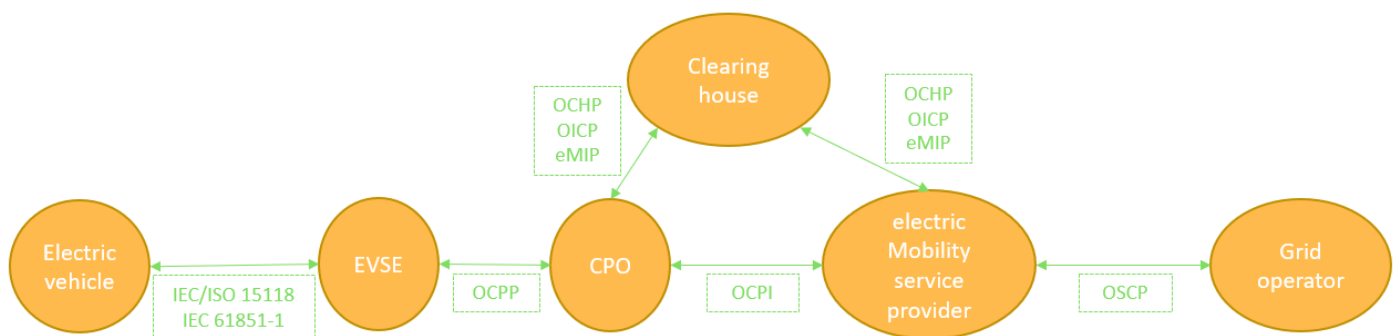 Clearing
house
OCHP
OICP
eMIP
OCHP
OICP
eMIP
Electric
vehicle
IEC/ISO 15118
IEC 61851-1
EVSE
OCPP
CPO
OCPI
electric
Mobility
service
provider
OSCP
Grid
operator